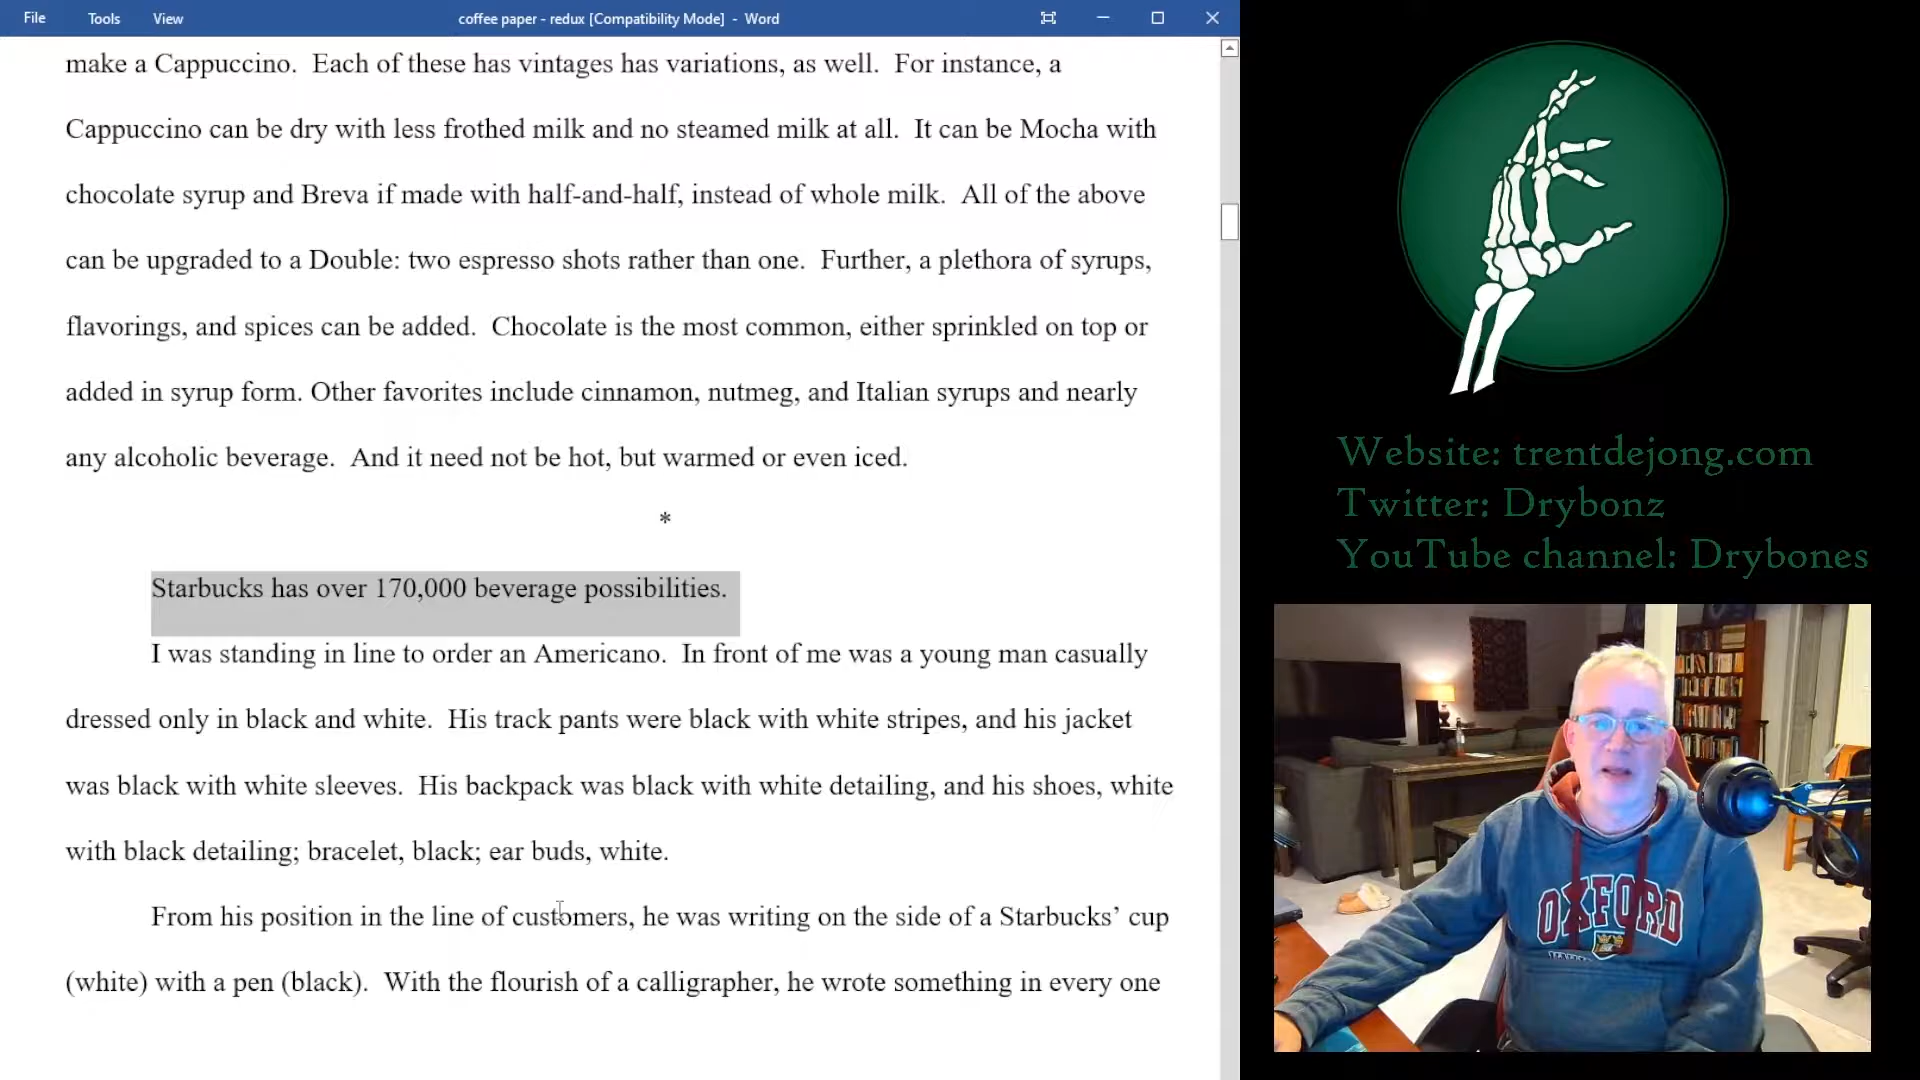 File Tools View coffee paper - redux [Compatibility Mode] - Word
make a Cappuccino. Each of these has vintages has variations, as well. For instance, a
Cappuccino can be dry with less frothed milk and no steamed milk at all. It can be Mocha with
chocolate syrup and Breva if made with half-and-half, instead of whole milk. All of the above
can be upgraded to a Double: two espresso shots rather than one. Further, a plethora of syrups,
flavorings, and spices can be added. Chocolate is the most common, either sprinkled on top or
added in syrup form. Other favorites include cinnamon, nutmeg, and Italian syrups and nearly
any alcoholic beverage. And it need not be hot, but warmed or even iced.
*
Starbucks has over 170,000 beverage possibilities.
I was standing in line to order an Americano. In front of me was a young man casually
dressed only in black and white. His track pants were black with white stripes, and his jacket
was black with white sleeves. His backpack was black with white detailing, and his shoes, white
with black detailing; bracelet, black; ear buds, white.
From his position in the line of customers, he was writing on the side of a Starbucks’ cup
(white) with a pen (black). With the flourish of a calligrapher, he wrote something in every one
Website: trentdejong.com
Twitter: Drybonz
YouTube channel: Drybones
OXFORD